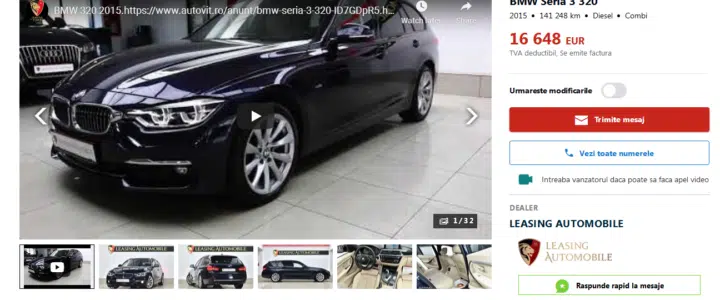 BMW 320 2015.https://www.autovit.ro/anunt/bmw-seria-3-320-ID7GDpR5.h...
Watch later
Share
1/32
LEASING AUTOMOBILE
LEASING AUTOMOBILE
LEASING AUTOMOBILE
BMW Seria 3 320
2015 • 141 248 km • Diesel • Combi
16 648 EUR
TVA deductibil, Se emite factura
Urmareste modificarile
Trimite mesaj
Vezi toate numerele
Intreaba vanzatorul daca poate sa faca apel video
DEALER
LEASING AUTOMOBILE
LEASING
AUTOMOBILE
Raspunde rapid la mesaje